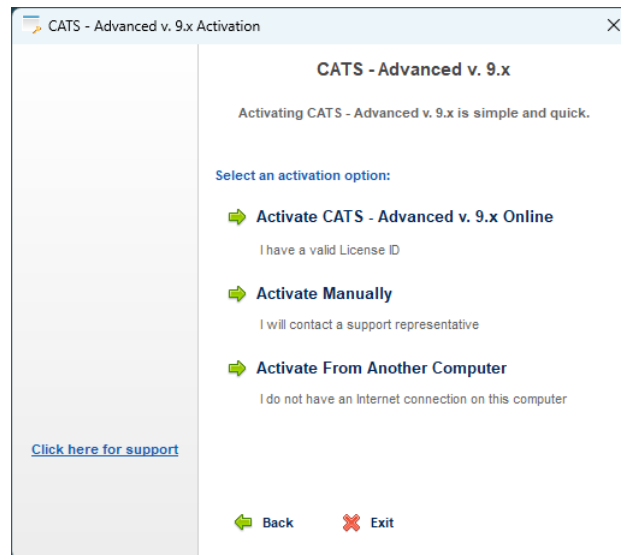 CATS - Advanced v. 9.x Activation
CATS - Advanced v. 9.x
Activating CATS - Advanced v. 9.x is simple and quick.
Select an activation option:
Activate CATS - Advanced v. 9.x Online
I have a valid License ID
Activate Manually
I will contact a support representative
Activate From Another Computer
I do not have an Internet connection on this computer
Click here for support
Back Exit